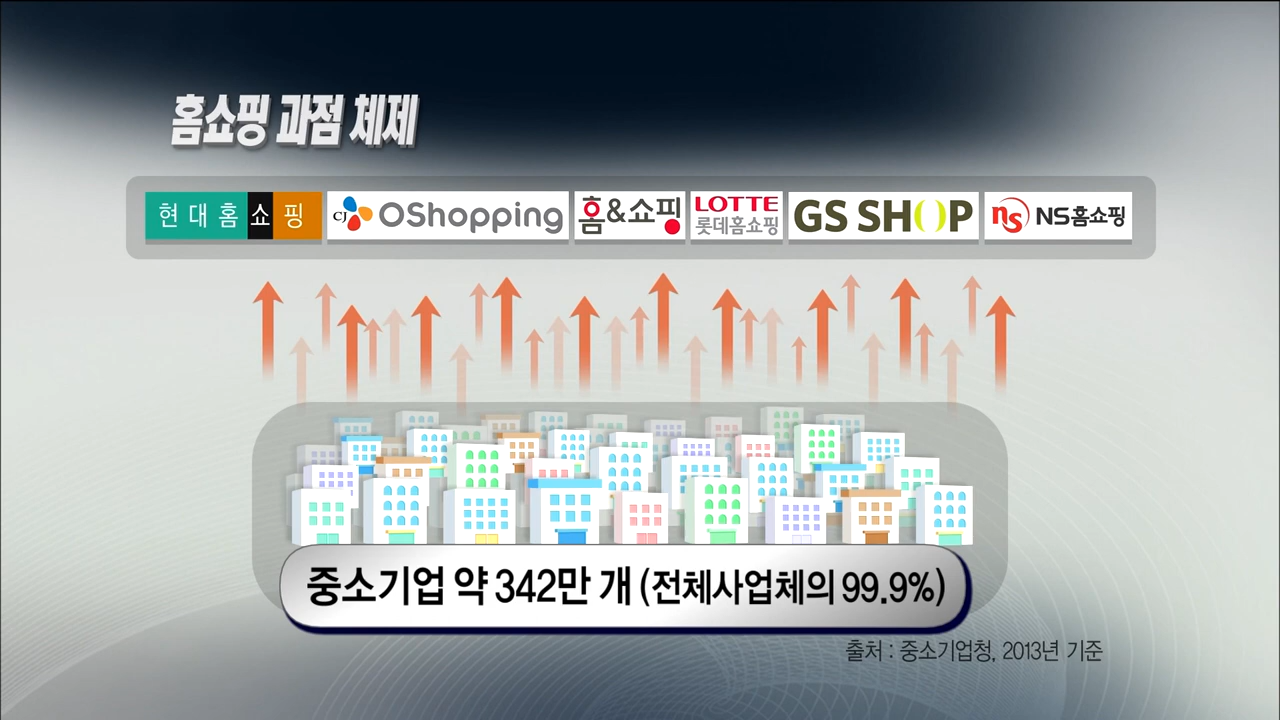 홈쇼핑 과점 체제
현대홈쇼핑 CJ OShopping 홈&쇼핑 LOTTE 롯데홈쇼핑 GS SHOP NS NS홈쇼핑
중소기업 약 342만 개 (전체사업체의 99.9%)
출처 : 중소기업청, 2013년 기준